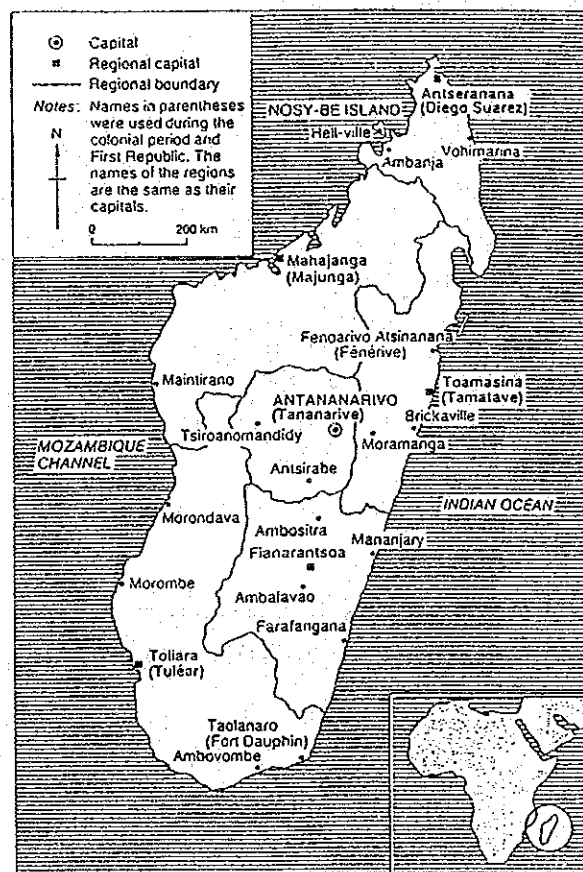 Capital
Regional capital
Regional boundary
Notes: Names in parentheses
were used during the
colonial period and
First Republic. The
names of the regions
are the same as their
capitals.
N
0 200 km
Antseranana
(Diego Suarez)
NOSY-BE ISLAND
Hell-ville
Ambanja
Vohimarina
Mahajanga
(Majunga)
Fenoarivo Atsinanana
(Fénérive)
Maintirano
ANTANANARIVO
(Tananarive)
Toamasina
(Tamatave)
Brickaville
Tsiroanomandidy
Moramanga
MOZAMBIQUE
CHANNEL
Antsirabe
INDIAN OCEAN
Morondava
Ambositra
Mananjary
Fianarantsoa
Morombe
Ambalavao
Farafangana
Toliara
(Tuléar)
Taolanaro
(Fort Dauphin)
Ambovombe